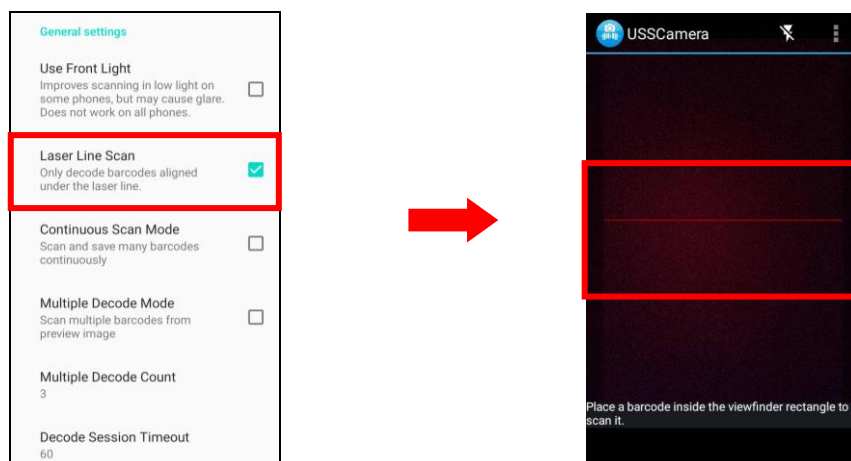 General settings
Use Front Light
Improves scanning in low light on
some phones, but may cause glare.
Does not work on all phones.
Laser Line Scan
Only decode barcodes aligned
under the laser line.
Continuous Scan Mode
Scan and save many barcodes
continuously
Multiple Decode Mode
Scan multiple barcodes from
preview image
Multiple Decode Count
3
Decode Session Timeout
60
USSCamera
Place a barcode inside the viewfinder rectangle to
scan it.